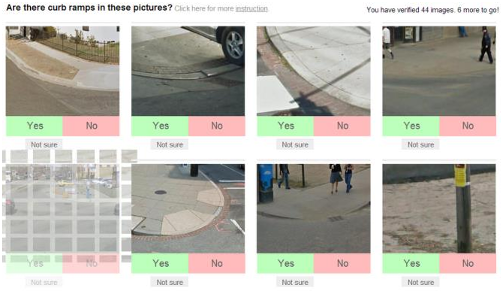 Are there curb ramps in these pictures? Click here for more instruction
You have verified 44 images. 6 more to go!
Yes No Yes No Yes No Yes No
Not sure Not sure Not sure Not sure
Yes No Yes No Yes No Yes No
Not sure Not sure Not sure Not sure